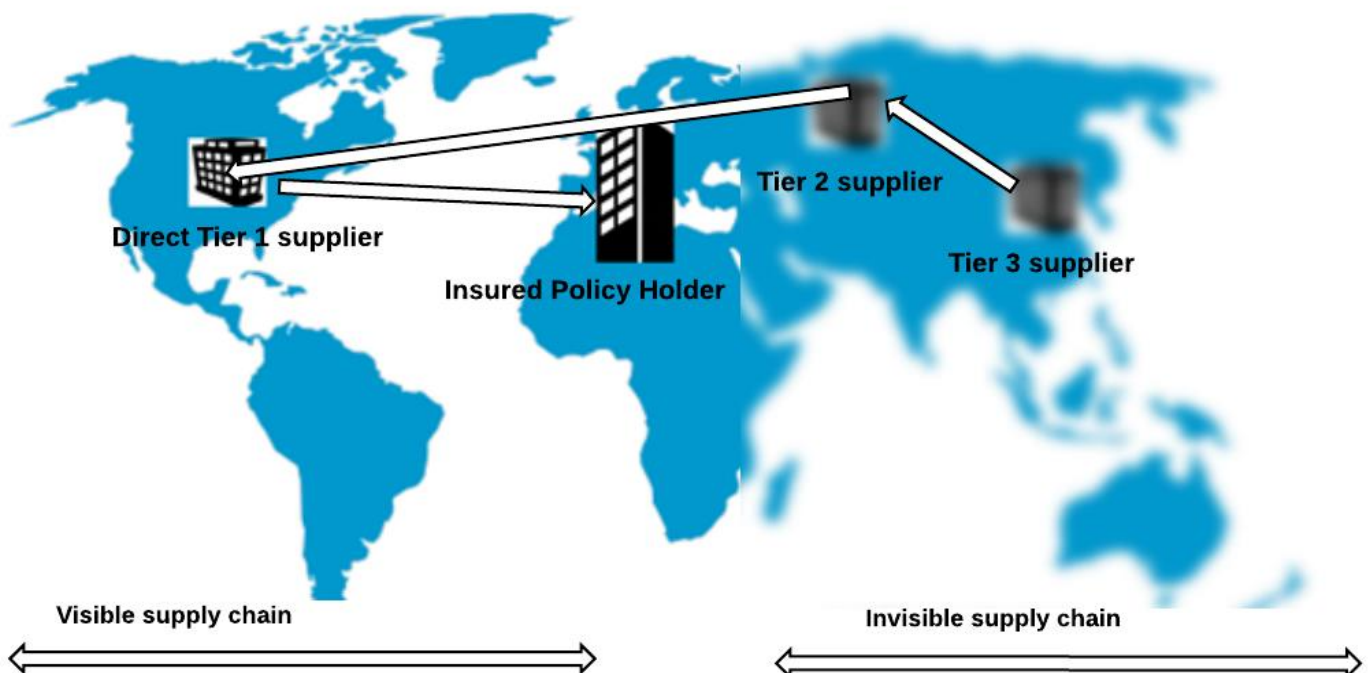 Tier 2 supplier
Direct Tier 1 supplier
Tier 3 supplier
Insured Policy Holder
Visible supply chain
Invisible supply chain